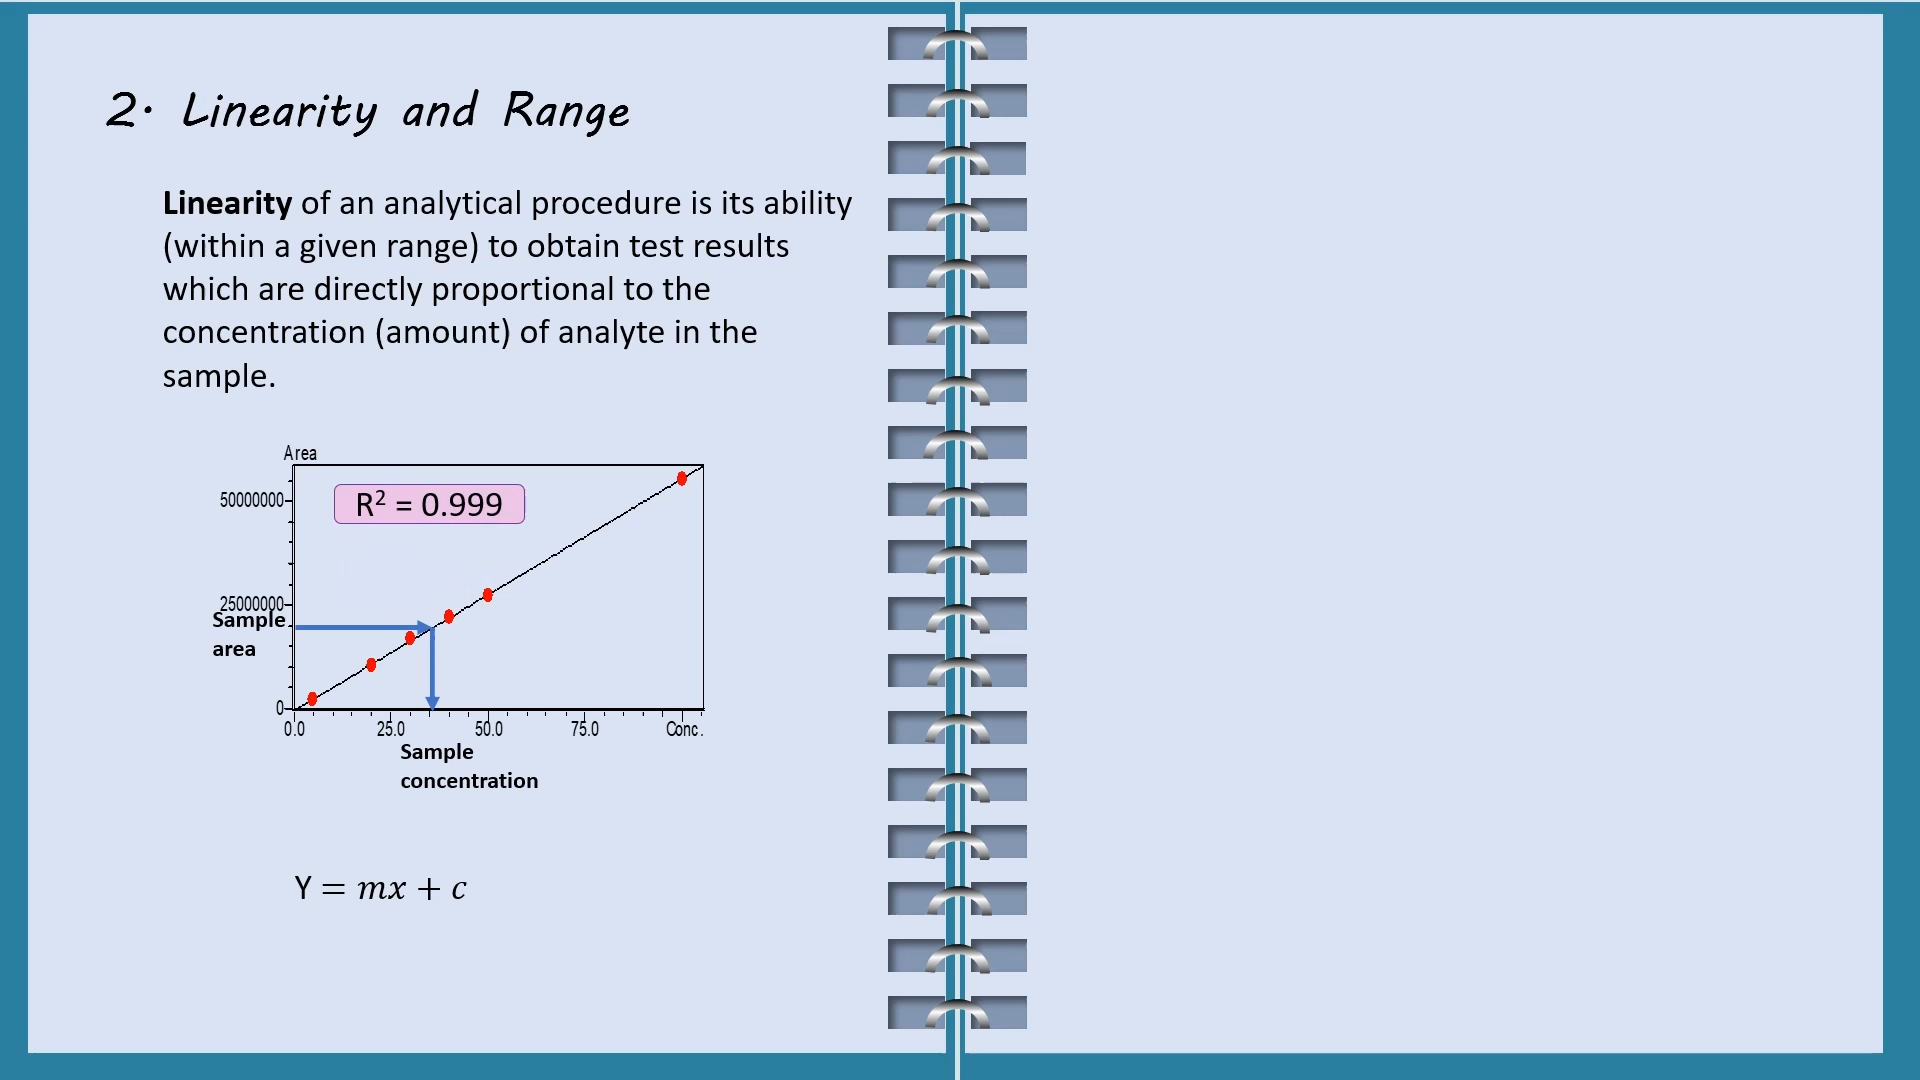 2. Linearity and Range
Linearity of an analytical procedure is its ability
(within a given range) to obtain test results
which are directly proportional to the
concentration (amount) of analyte in the
sample.
Area
R² = 0.999
50000000
25000000
Sample
area
0
0.0 25.0 50.0 75.0 Conc.
Sample
concentration
Y = mx + c